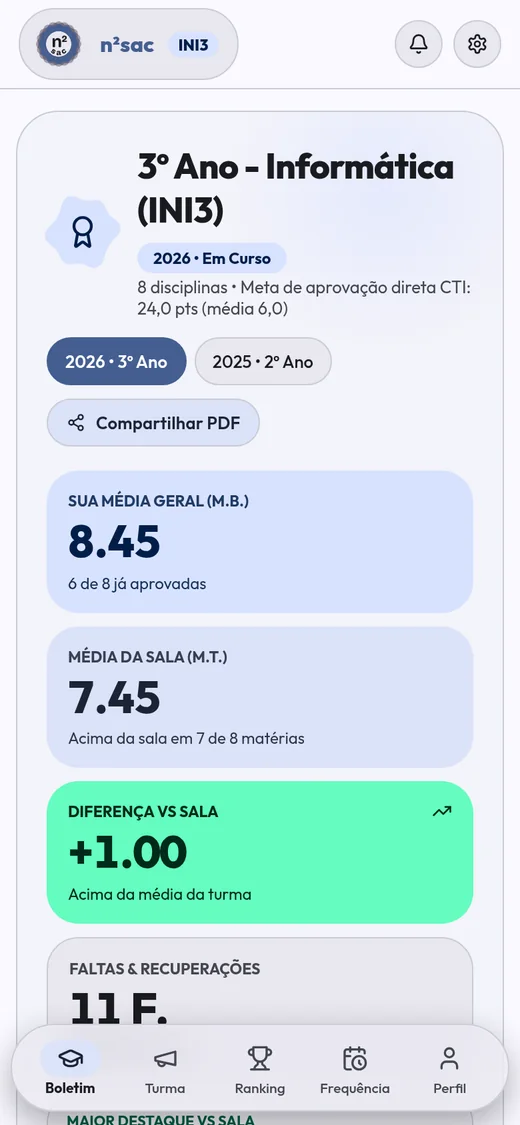 n²
sac
n²sac
INI3
3º Ano - Informática
(INI3)
2026 • Em Curso
8 disciplinas • Meta de aprovação direta CTI:
24,0 pts (média 6,0)
2026 • 3º Ano
2025 • 2º Ano
Compartilhar PDF
SUA MÉDIA GERAL (M.B.)
8.45
6 de 8 já aprovadas
MÉDIA DA SALA (M.T.)
7.45
Acima da sala em 7 de 8 matérias
DIFERENÇA VS SALA
+1.00
Acima da média da turma
FALTAS & RECUPERAÇÕES
11 F.
Boletim
Turma
Ranking
Frequência
Perfil
MAIOR DESTAQUE VS SALA